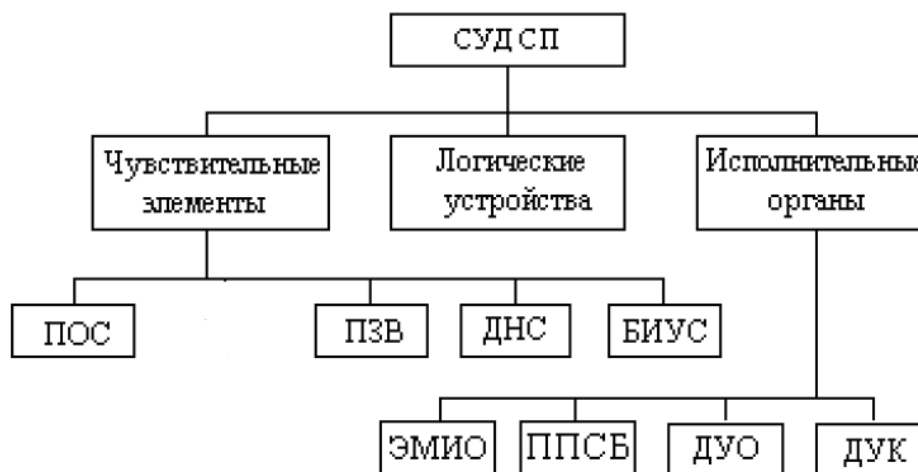 СУД СП
Чувствительные
элементы
Логические
устройства
Исполнительные
органы
ПОС
ПЗВ
ДНС
БИУС
ЭМИО
ППСБ
ДУО
ДУК